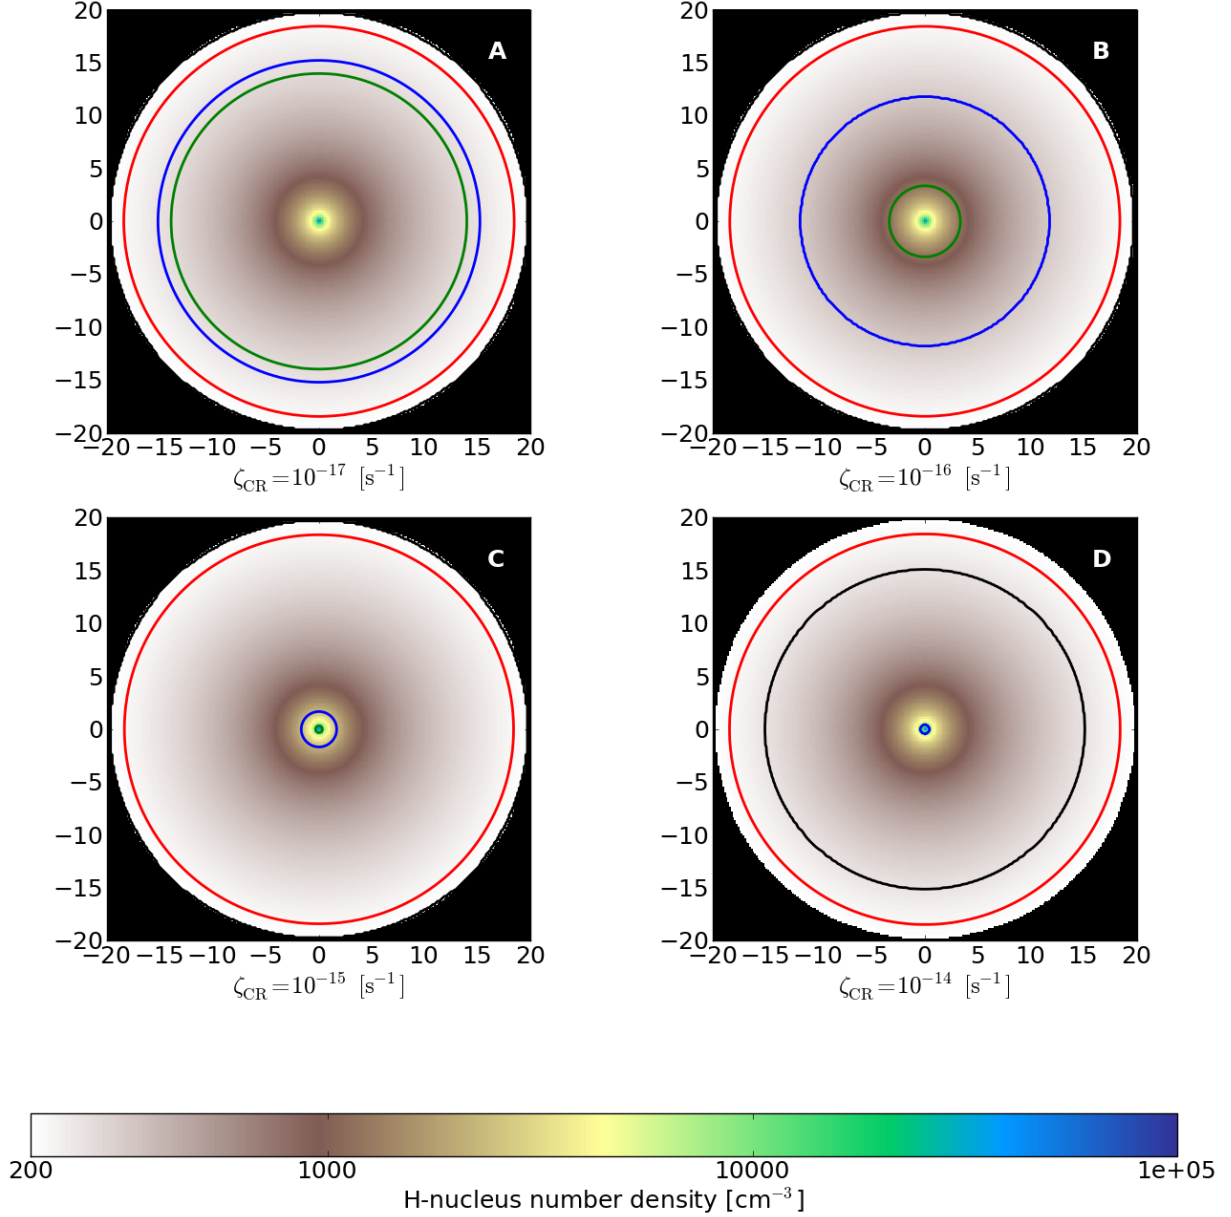 20
15
10
5
0
−5
−10
−15
−20
−20 −15 −10 −5 0 5 10 15 20
A
ζCR=10⁻¹⁷ [s⁻¹]
20
15
10
5
0
−5
−10
−15
−20
−20 −15 −10 −5 0 5 10 15 20
B
ζCR=10⁻¹⁶ [s⁻¹]
20
15
10
5
0
−5
−10
−15
−20
−20 −15 −10 −5 0 5 10 15 20
C
ζCR=10⁻¹⁵ [s⁻¹]
20
15
10
5
0
−5
−10
−15
−20
−20 −15 −10 −5 0 5 10 15 20
D
ζCR=10⁻¹⁴ [s⁻¹]
200 1000 10000 1e+05
H-nucleus number density [cm⁻³]